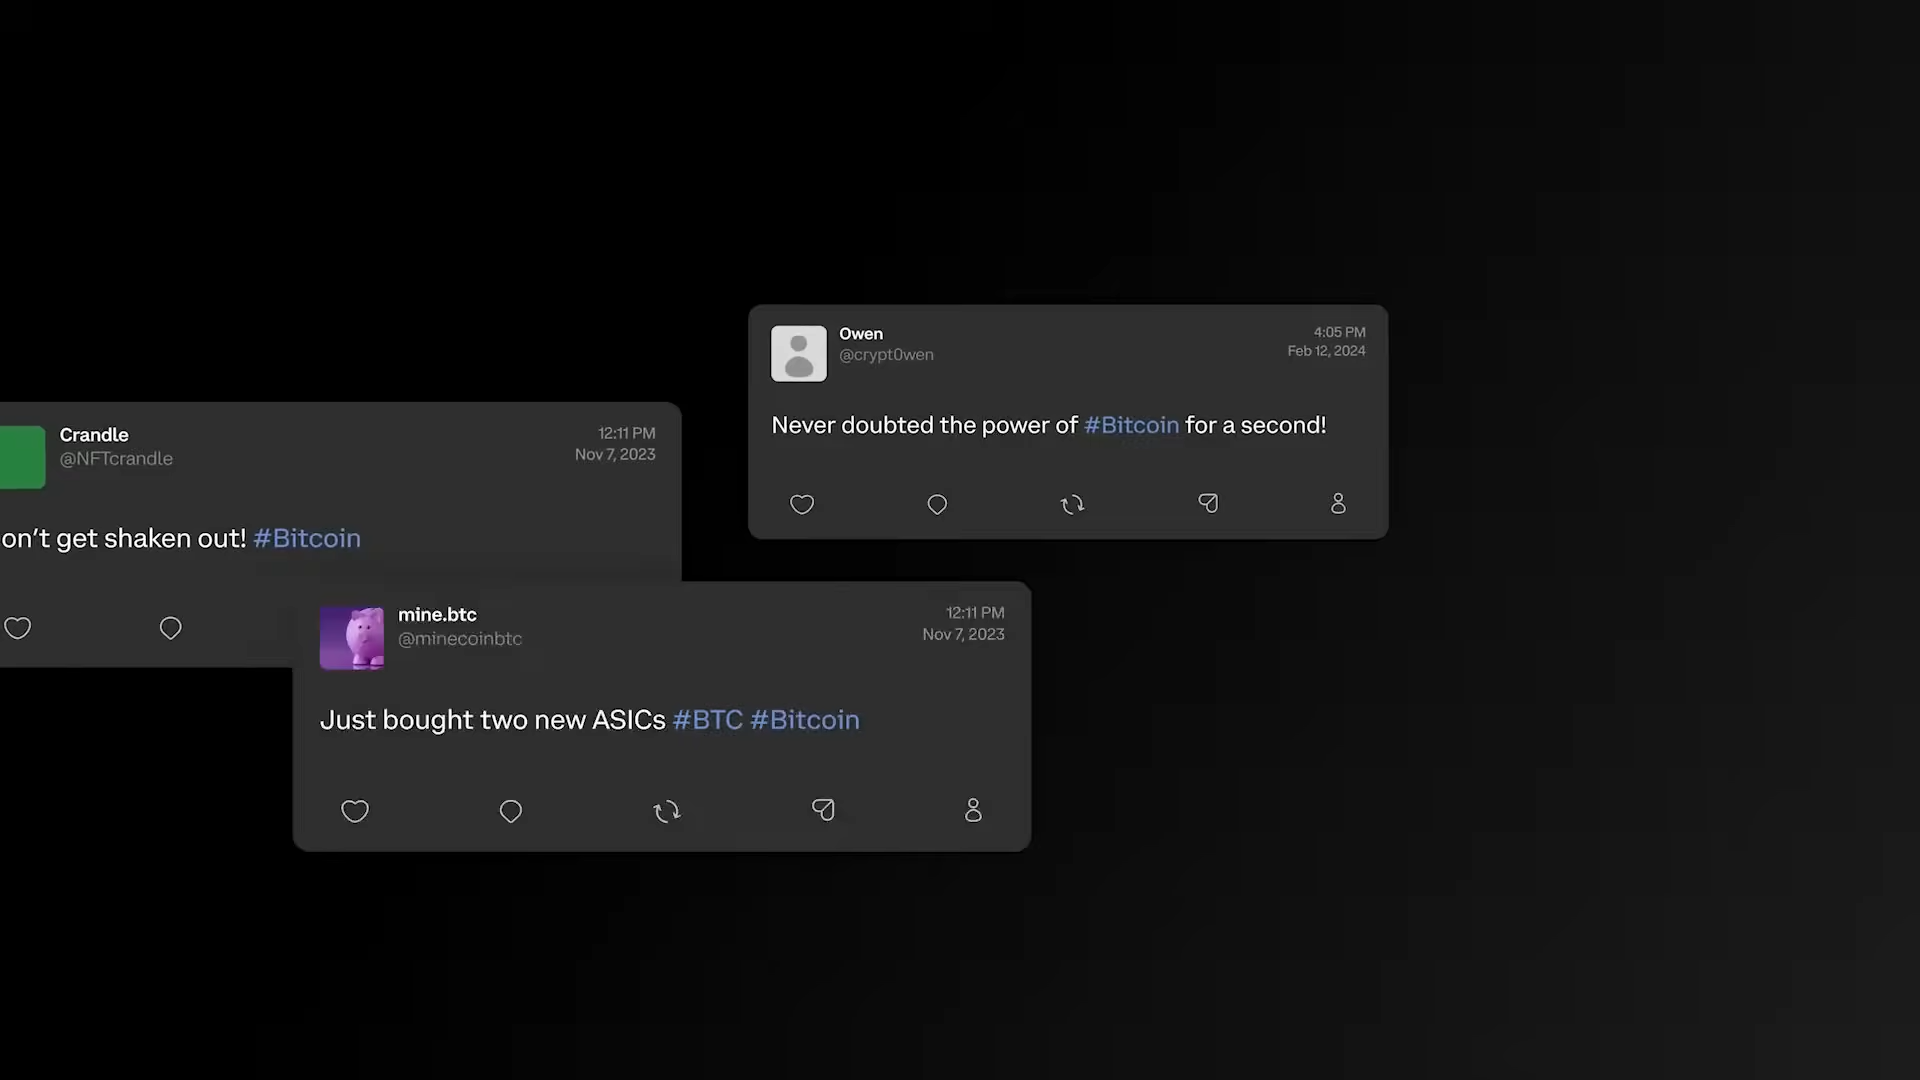 Owen
@crypt0wen
4:05 PM
Feb 12, 2024
Never doubted the power of #Bitcoin for a second!
Crandle
@NFTcrandle
12:11 PM
Nov 7, 2023
on’t get shaken out! #Bitcoin
mine.btc
@minecoinbtc
12:11 PM
Nov 7, 2023
Just bought two new ASICs #BTC #Bitcoin